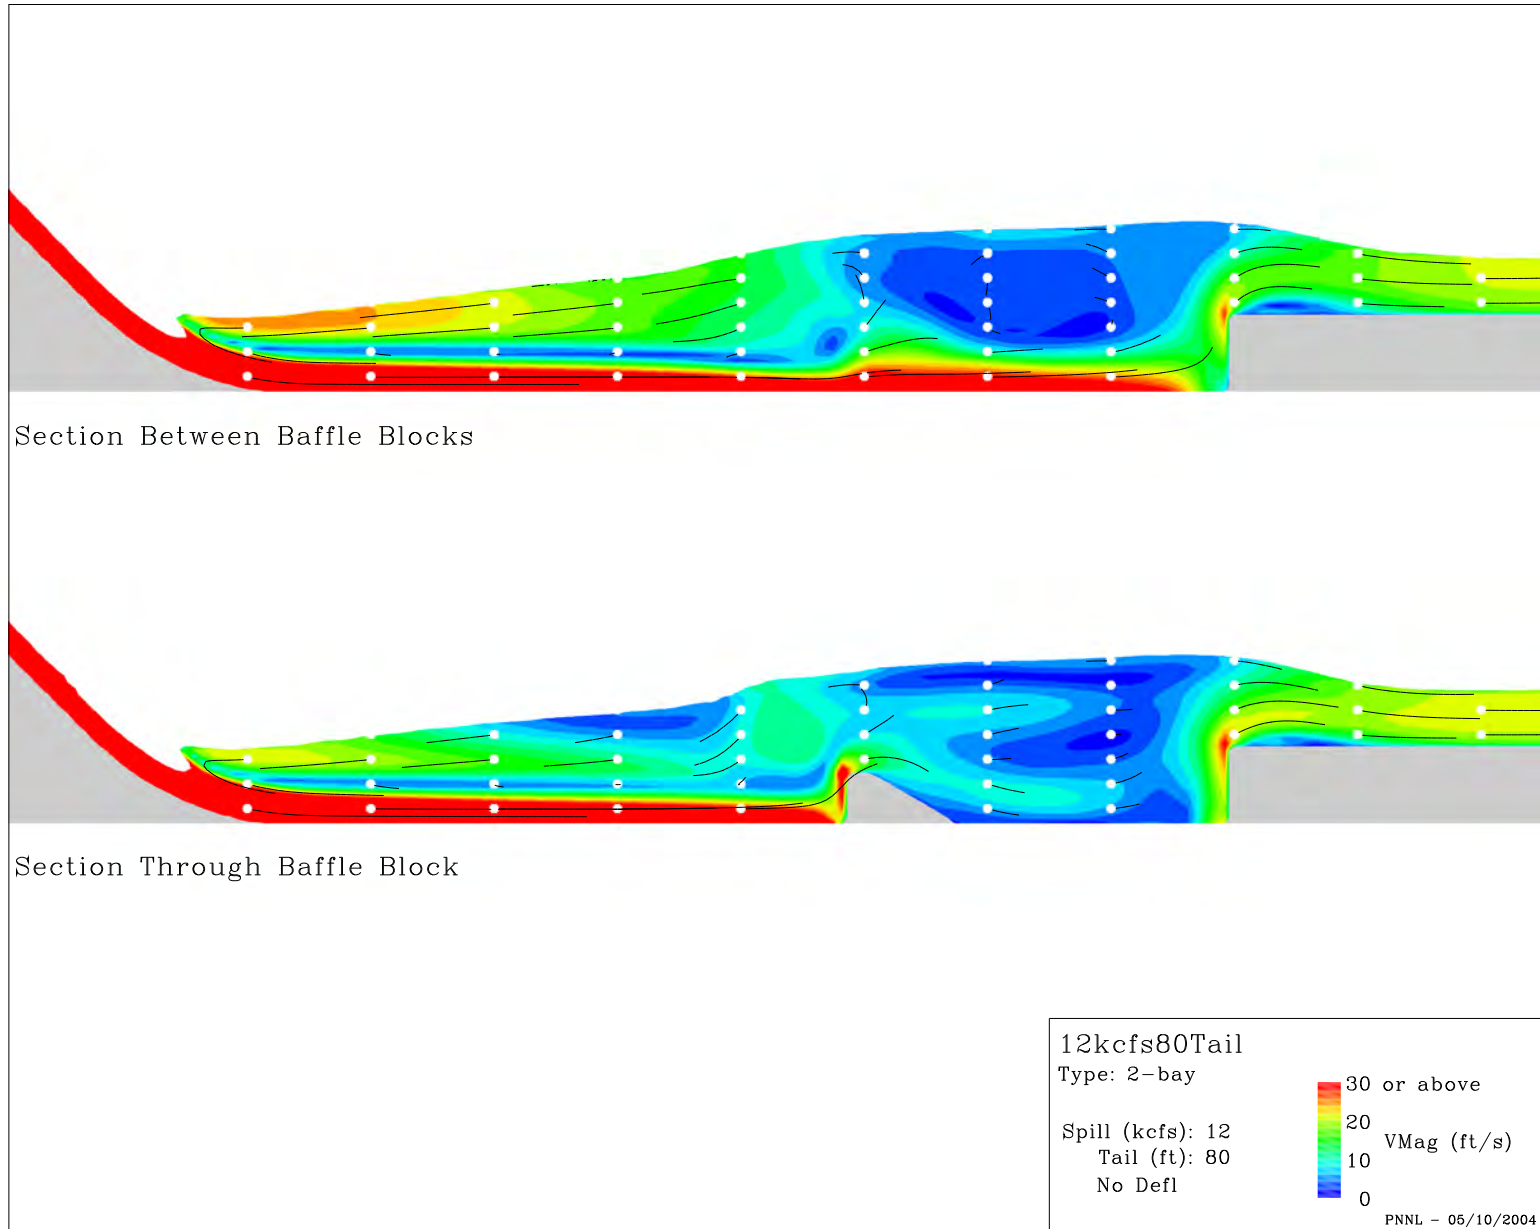 Section Between Baffle Blocks
Section Through Baffle Block
12kcfs80Tail
Type: 2-bay
Spill (kcfs): 12
Tail (ft): 80
No Defl
30 or above
20
VMag (ft/s)
10
0
PNNL - 05/10/2004